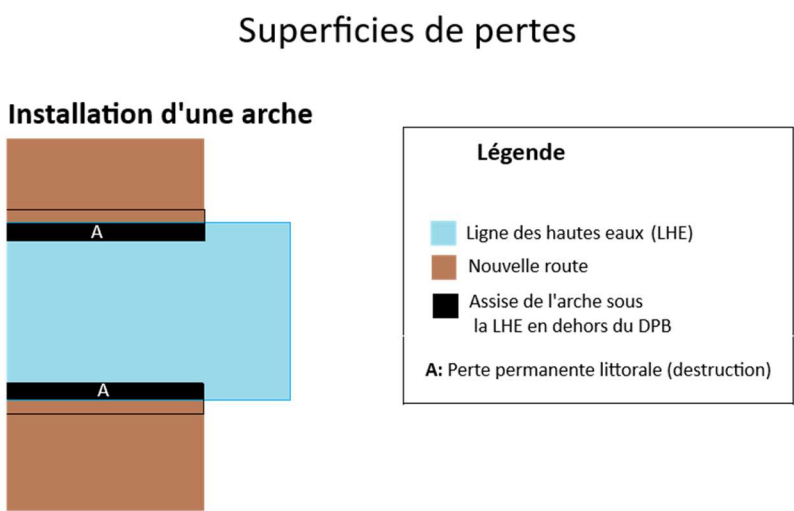 Superficies de pertes
Installation d'une arche
A
A
Légende
Ligne des hautes eaux (LHE)
Nouvelle route
Assise de l'arche sous
la LHE en dehors du DPB
A: Perte permanente littorale (destruction)